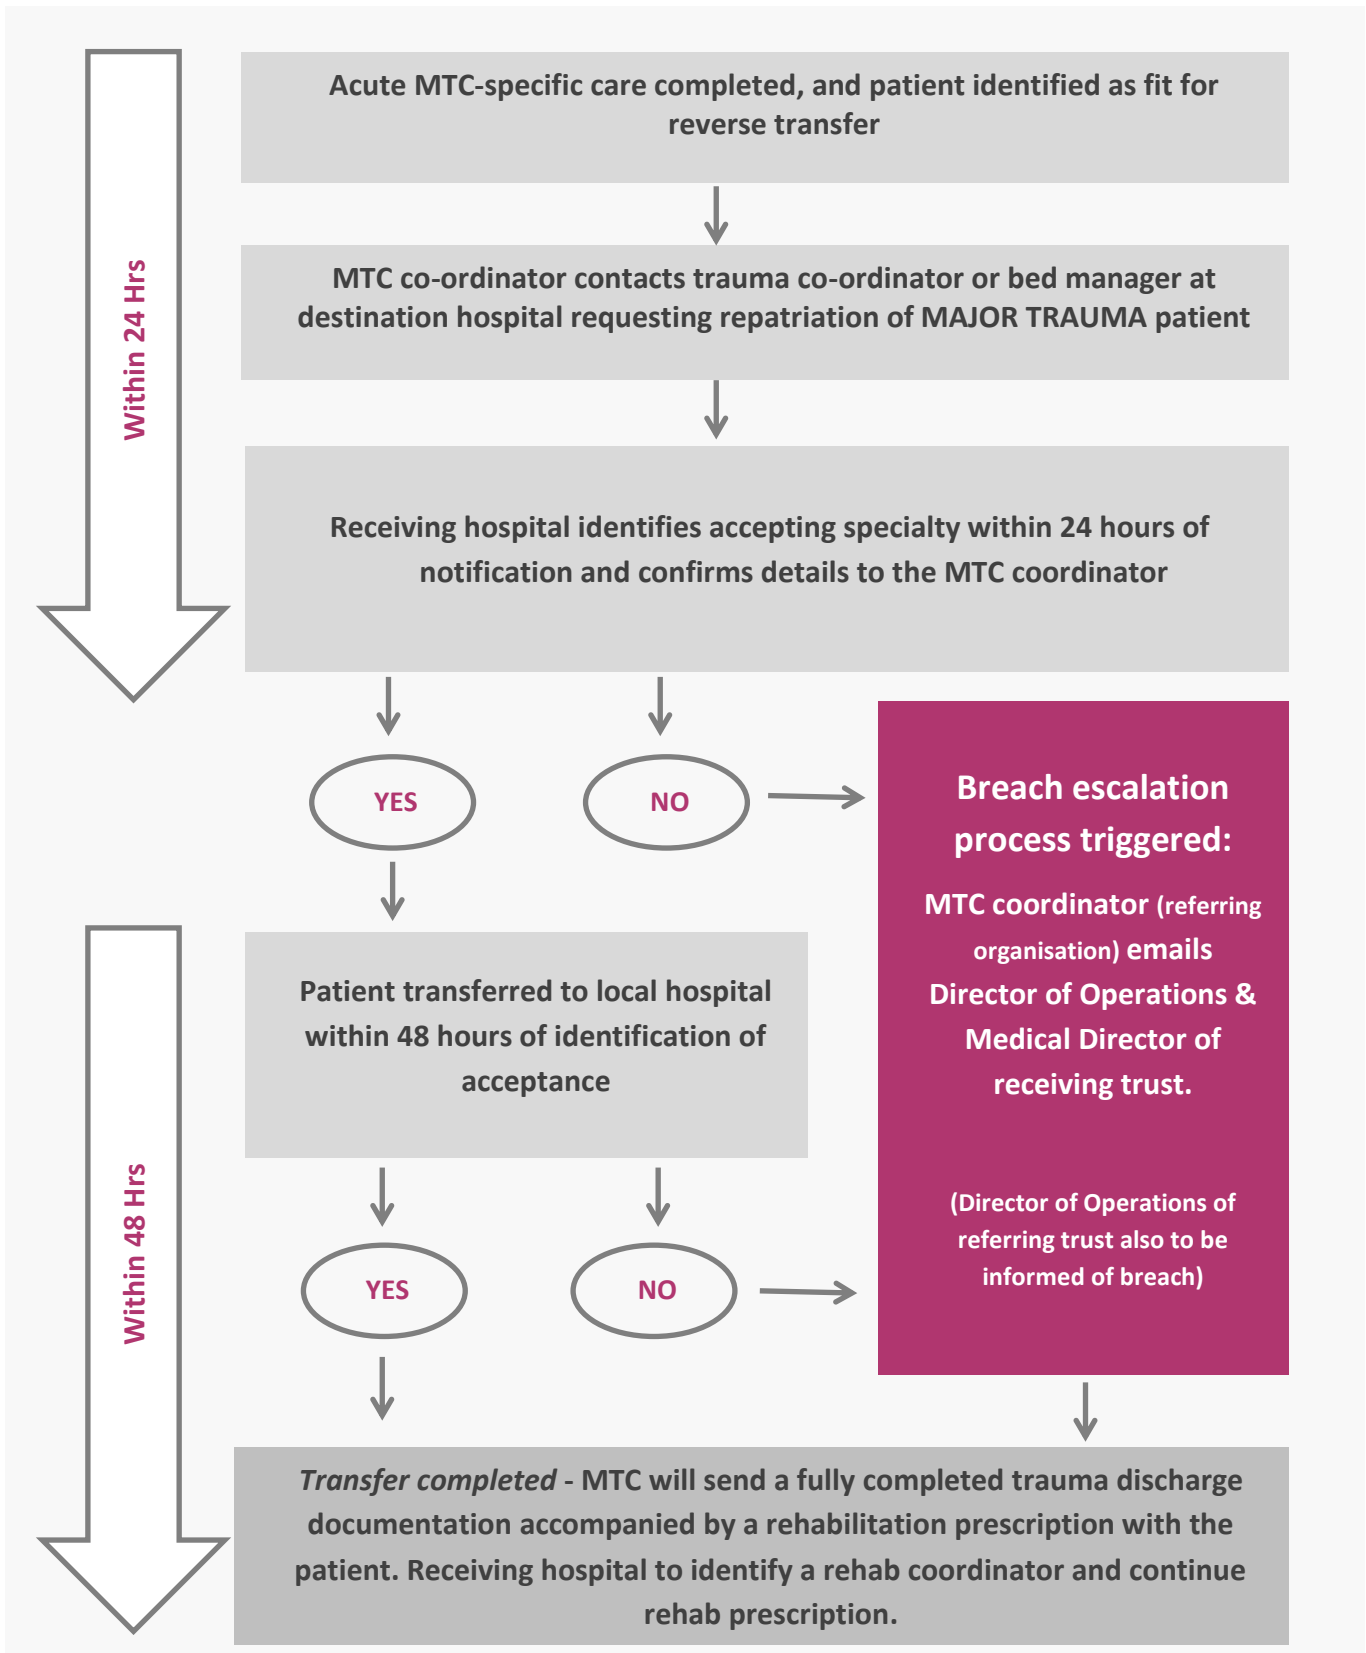 Acute MTC-specific care completed, and patient identified as fit for
reverse transfer
Within 24 Hrs
MTC co-ordinator contacts trauma co-ordinator or bed manager at
destination hospital requesting repatriation of MAJOR TRAUMA patient
Receiving hospital identifies accepting specialty within 24 hours of
notification and confirms details to the MTC coordinator
YES
NO
Breach escalation
process triggered:
MTC coordinator (referring
organisation) emails
Director of Operations &
Medical Director of
receiving trust.
(Director of Operations of
referring trust also to be
informed of breach)
Within 48 Hrs
Patient transferred to local hospital
within 48 hours of identification of
acceptance
YES
NO
Transfer completed - MTC will send a fully completed trauma discharge
documentation accompanied by a rehabilitation prescription with the
patient. Receiving hospital to identify a rehab coordinator and continue
rehab prescription.